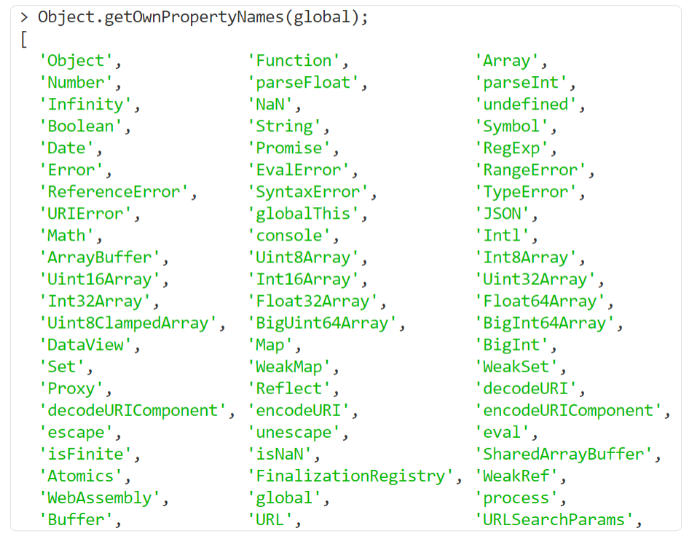 > Object.getOwnPropertyNames(global);
[
'Object', 'Function', 'Array',
'Number', 'parseFloat', 'parseInt',
'Infinity', 'NaN', 'undefined',
'Boolean', 'String', 'Symbol',
'Date', 'Promise', 'RegExp',
'Error', 'EvalError', 'RangeError',
'ReferenceError', 'SyntaxError', 'TypeError',
'URIError', 'globalThis', 'JSON',
'Math', 'console', 'Intl',
'ArrayBuffer', 'Uint8Array', 'Int8Array',
'Uint16Array', 'Int16Array', 'Uint32Array',
'Int32Array', 'Float32Array', 'Float64Array',
'Uint8ClampedArray', 'BigUint64Array', 'BigInt64Array',
'DataView', 'Map', 'BigInt',
'Set', 'WeakMap', 'WeakSet',
'Proxy', 'Reflect', 'decodeURI',
'decodeURIComponent', 'encodeURI', 'encodeURIComponent',
'escape', 'unescape', 'eval',
'isFinite', 'isNaN', 'SharedArrayBuffer',
'Atomics', 'FinalizationRegistry', 'WeakRef',
'WebAssembly', 'global', 'process',
'Buffer', 'URL', 'URLSearchParams',